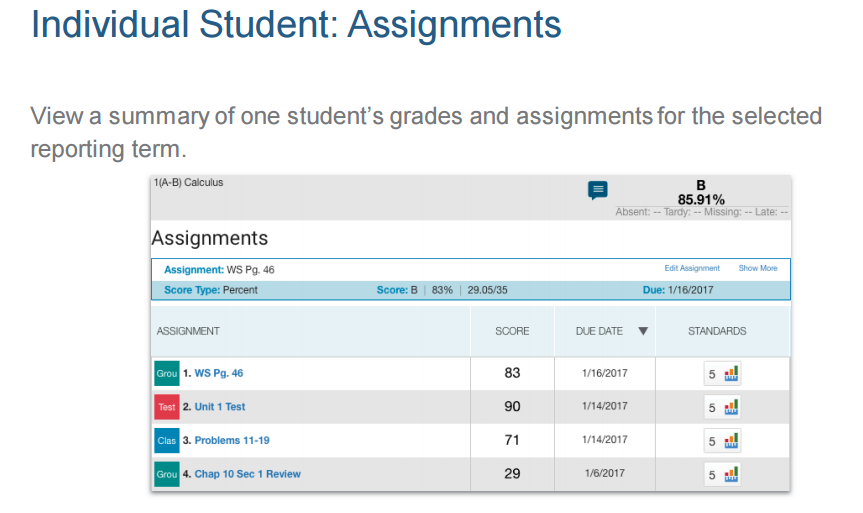 Individual Student: Assignments
View a summary of one student’s grades and assignments for the selected
reporting term.
1(A-B) Calculus
B
85.91%
Absent: -- Tardy: -- Missing: -- Late: --
Assignments
Assignment: WS Pg. 46 Edit Assignment Show More
Score Type: Percent Score: B | 83% | 29.05/35 Due: 1/16/2017
ASSIGNMENT SCORE DUE DATE ▼ STANDARDS
Grou 1. WS Pg. 46 83 1/16/2017 5
Test 2. Unit 1 Test 90 1/14/2017 5
Clas 3. Problems 11-19 71 1/14/2017 5
Grou 4. Chap 10 Sec 1 Review 29 1/6/2017 5